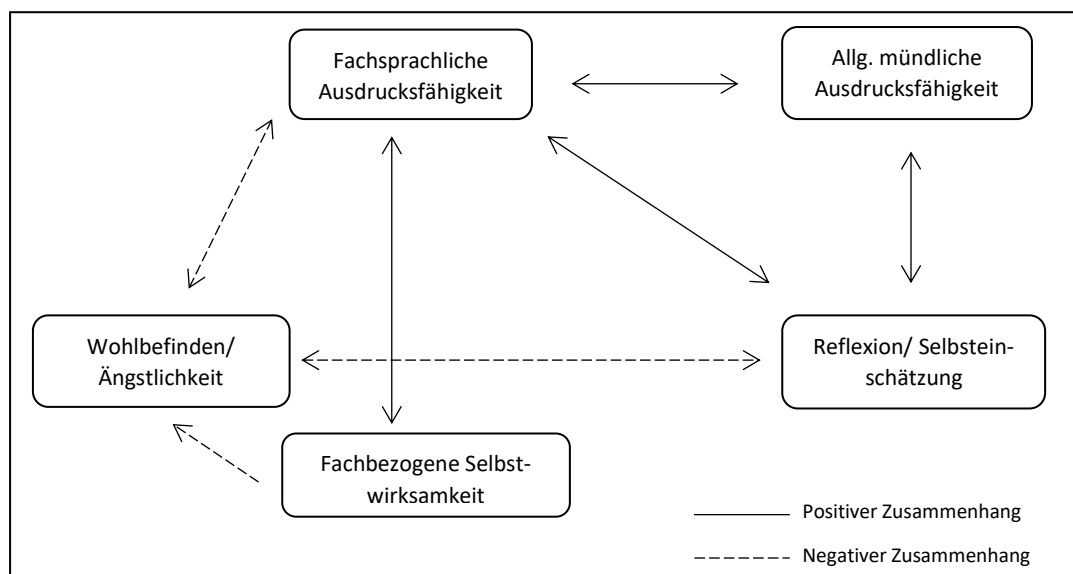 Fachsprachliche
Ausdrucksfähigkeit
Allg. mündliche
Ausdrucksfähigkeit
Wohlbefinden/
Ängstlichkeit
Reflexion/ Selbstein-
schätzung
Fachbezogene Selbst-
wirksamkeit
Positiver Zusammenhang
Negativer Zusammenhang